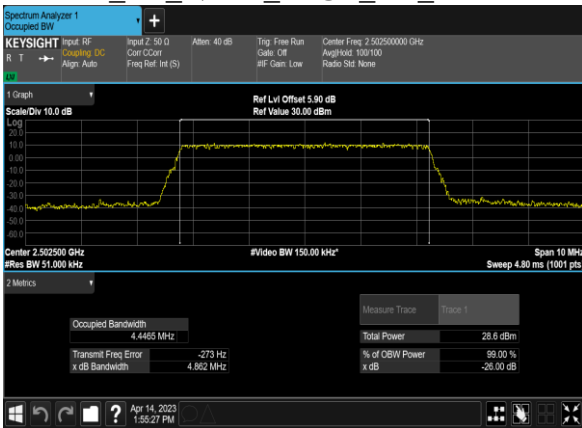 Spectrum Analyzer 1
Occupied BW
+
KEYSIGHT Input: RF Input Z: 50 Ω Atten: 40 dB Trig: Free Run Center Freq: 2.502500000 GHz
R T Coupling: DC Corr CCorr Gate: Off Avg|Hold: 100/100
Align: Auto Freq Ref: Int (S) #IF Gain: Low Radio Std: None
LW
1 Graph
Ref Lvl Offset 5.90 dB
Scale/Div 10.0 dB Ref Value 30.00 dBm
Log
20.0
10.0
0.00
-10.0
-20.0
-30.0
-40.0
-50.0
-60.0
Center 2.502500 GHz #Video BW 150.00 kHz* Span 10 MHz
#Res BW 51.000 kHz Sweep 4.80 ms (1001 pts)
2 Metrics
Measure Trace Trace 1
Occupied Bandwidth
4.4465 MHz Total Power 28.6 dBm
Transmit Freq Error -273 Hz % of OBW Power 99.00 %
x dB Bandwidth 4.862 MHz x dB -26.00 dB
? Apr 14, 2023
1:55:27 PM